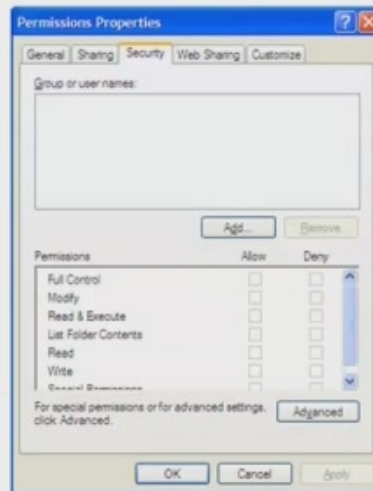 Permissions Properties
General Sharing Security Web Sharing Customize
Group or user names:
Add... Remove
Permissions Allow Deny
Full Control
Modify
Read & Execute
List Folder Contents
Read
Write
Special Permissions
For special permissions or for advanced settings, click Advanced.
Advanced
OK Cancel Apply